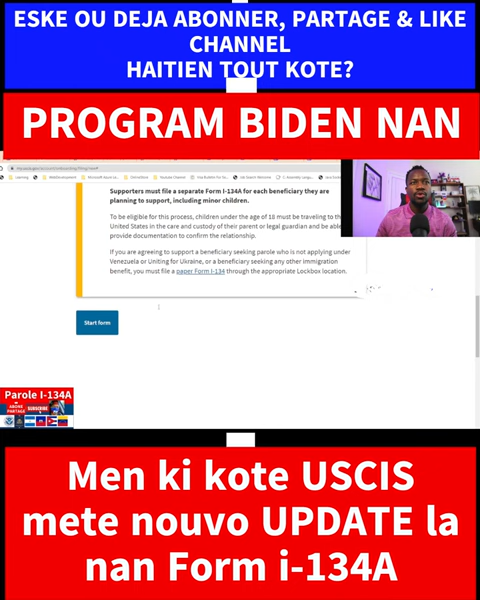 ESKE OU DEJA ABONNER, PARTAGE & LIKE
CHANNEL
HAITIEN TOUT KOTE?
PROGRAM BIDEN NAN
Supporters must file a separate Form I-134A for each beneficiary they are
planning to support, including minor children.
To be eligible for this process, children under the age of 18 must be traveling to th
United States in the care and custody of their parent or legal guardian and be able
provide documentation to confirm the relationship.
If you are agreeing to support a beneficiary seeking parole who is not applying under
Venezuela or Uniting for Ukraine, or a beneficiary seeking any other immigration
benefit, you must file a paper Form I-134 through the appropriate Lockbox location.
Start form
Parole I-134A
ABONE
PARTAGE
SUBSCRIBE
Men ki kote USCIS
mete nouvo UPDATE la
nan Form i-134A